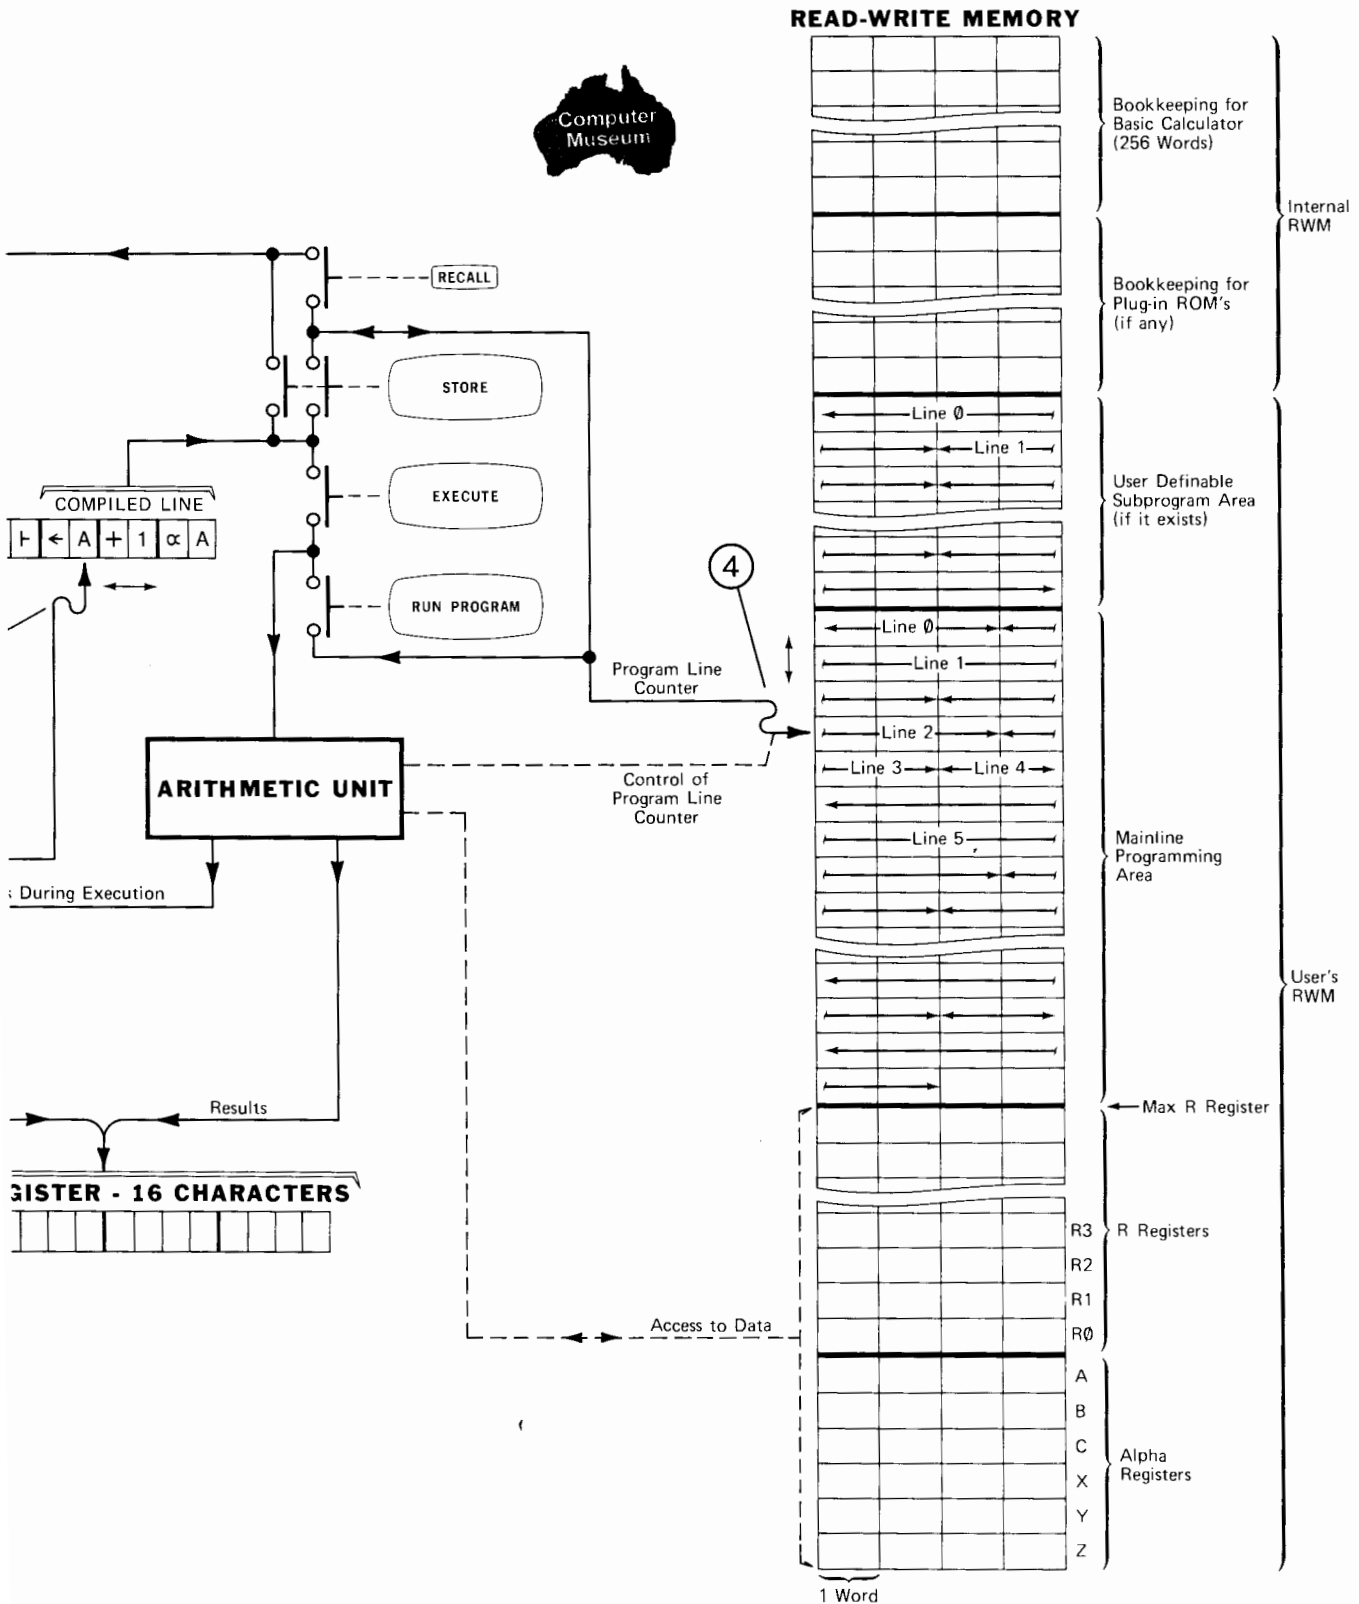 READ-WRITE MEMORY
Computer
Museum
Bookkeeping for
Basic Calculator
(256 Words)
Internal
RWM
RECALL
Bookkeeping for
Plug-in ROM's
(if any)
STORE
Line Ø
Line 1
User Definable
Subprogram Area
(if it exists)
EXECUTE
COMPILED LINE
⊢ ← A + 1 ∝ A
4
RUN PROGRAM
Line Ø
Line 1
Program Line
Counter
Line 2
Line 3 Line 4
ARITHMETIC UNIT
Control of
Program Line
Counter
Line 5
Mainline
Programming
Area
During Execution
User's
RWM
Results
Max R Register
GISTER - 16 CHARACTERS
R3
R Registers
R2
R1
RØ
Access to Data
A
B
C
X
Y
Z
Alpha
Registers
1 Word